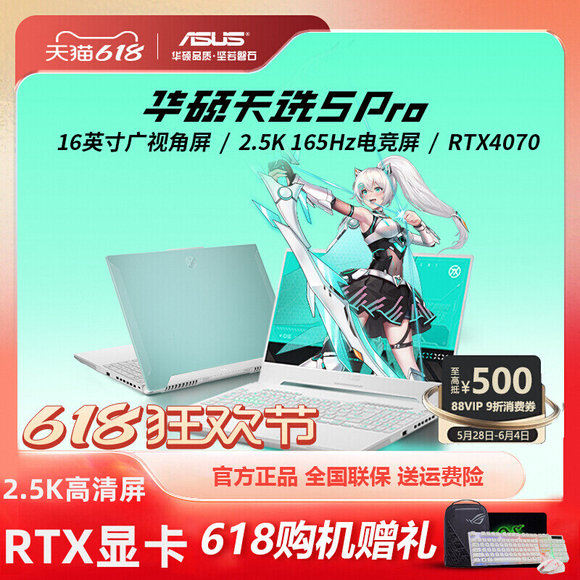 天猫618
ASUS
华硕品质·坚若磐石
华硕天选5Pro
16英寸广视角屏 / 2.5K 165Hz电竞屏 / RTX4070
至高抵 ¥500
88VIP 9折消费券
5月28日-6月4日
618狂欢节
官方正品 全国联保 送运费险
2.5K高清屏
RTX显卡
618购机赠礼